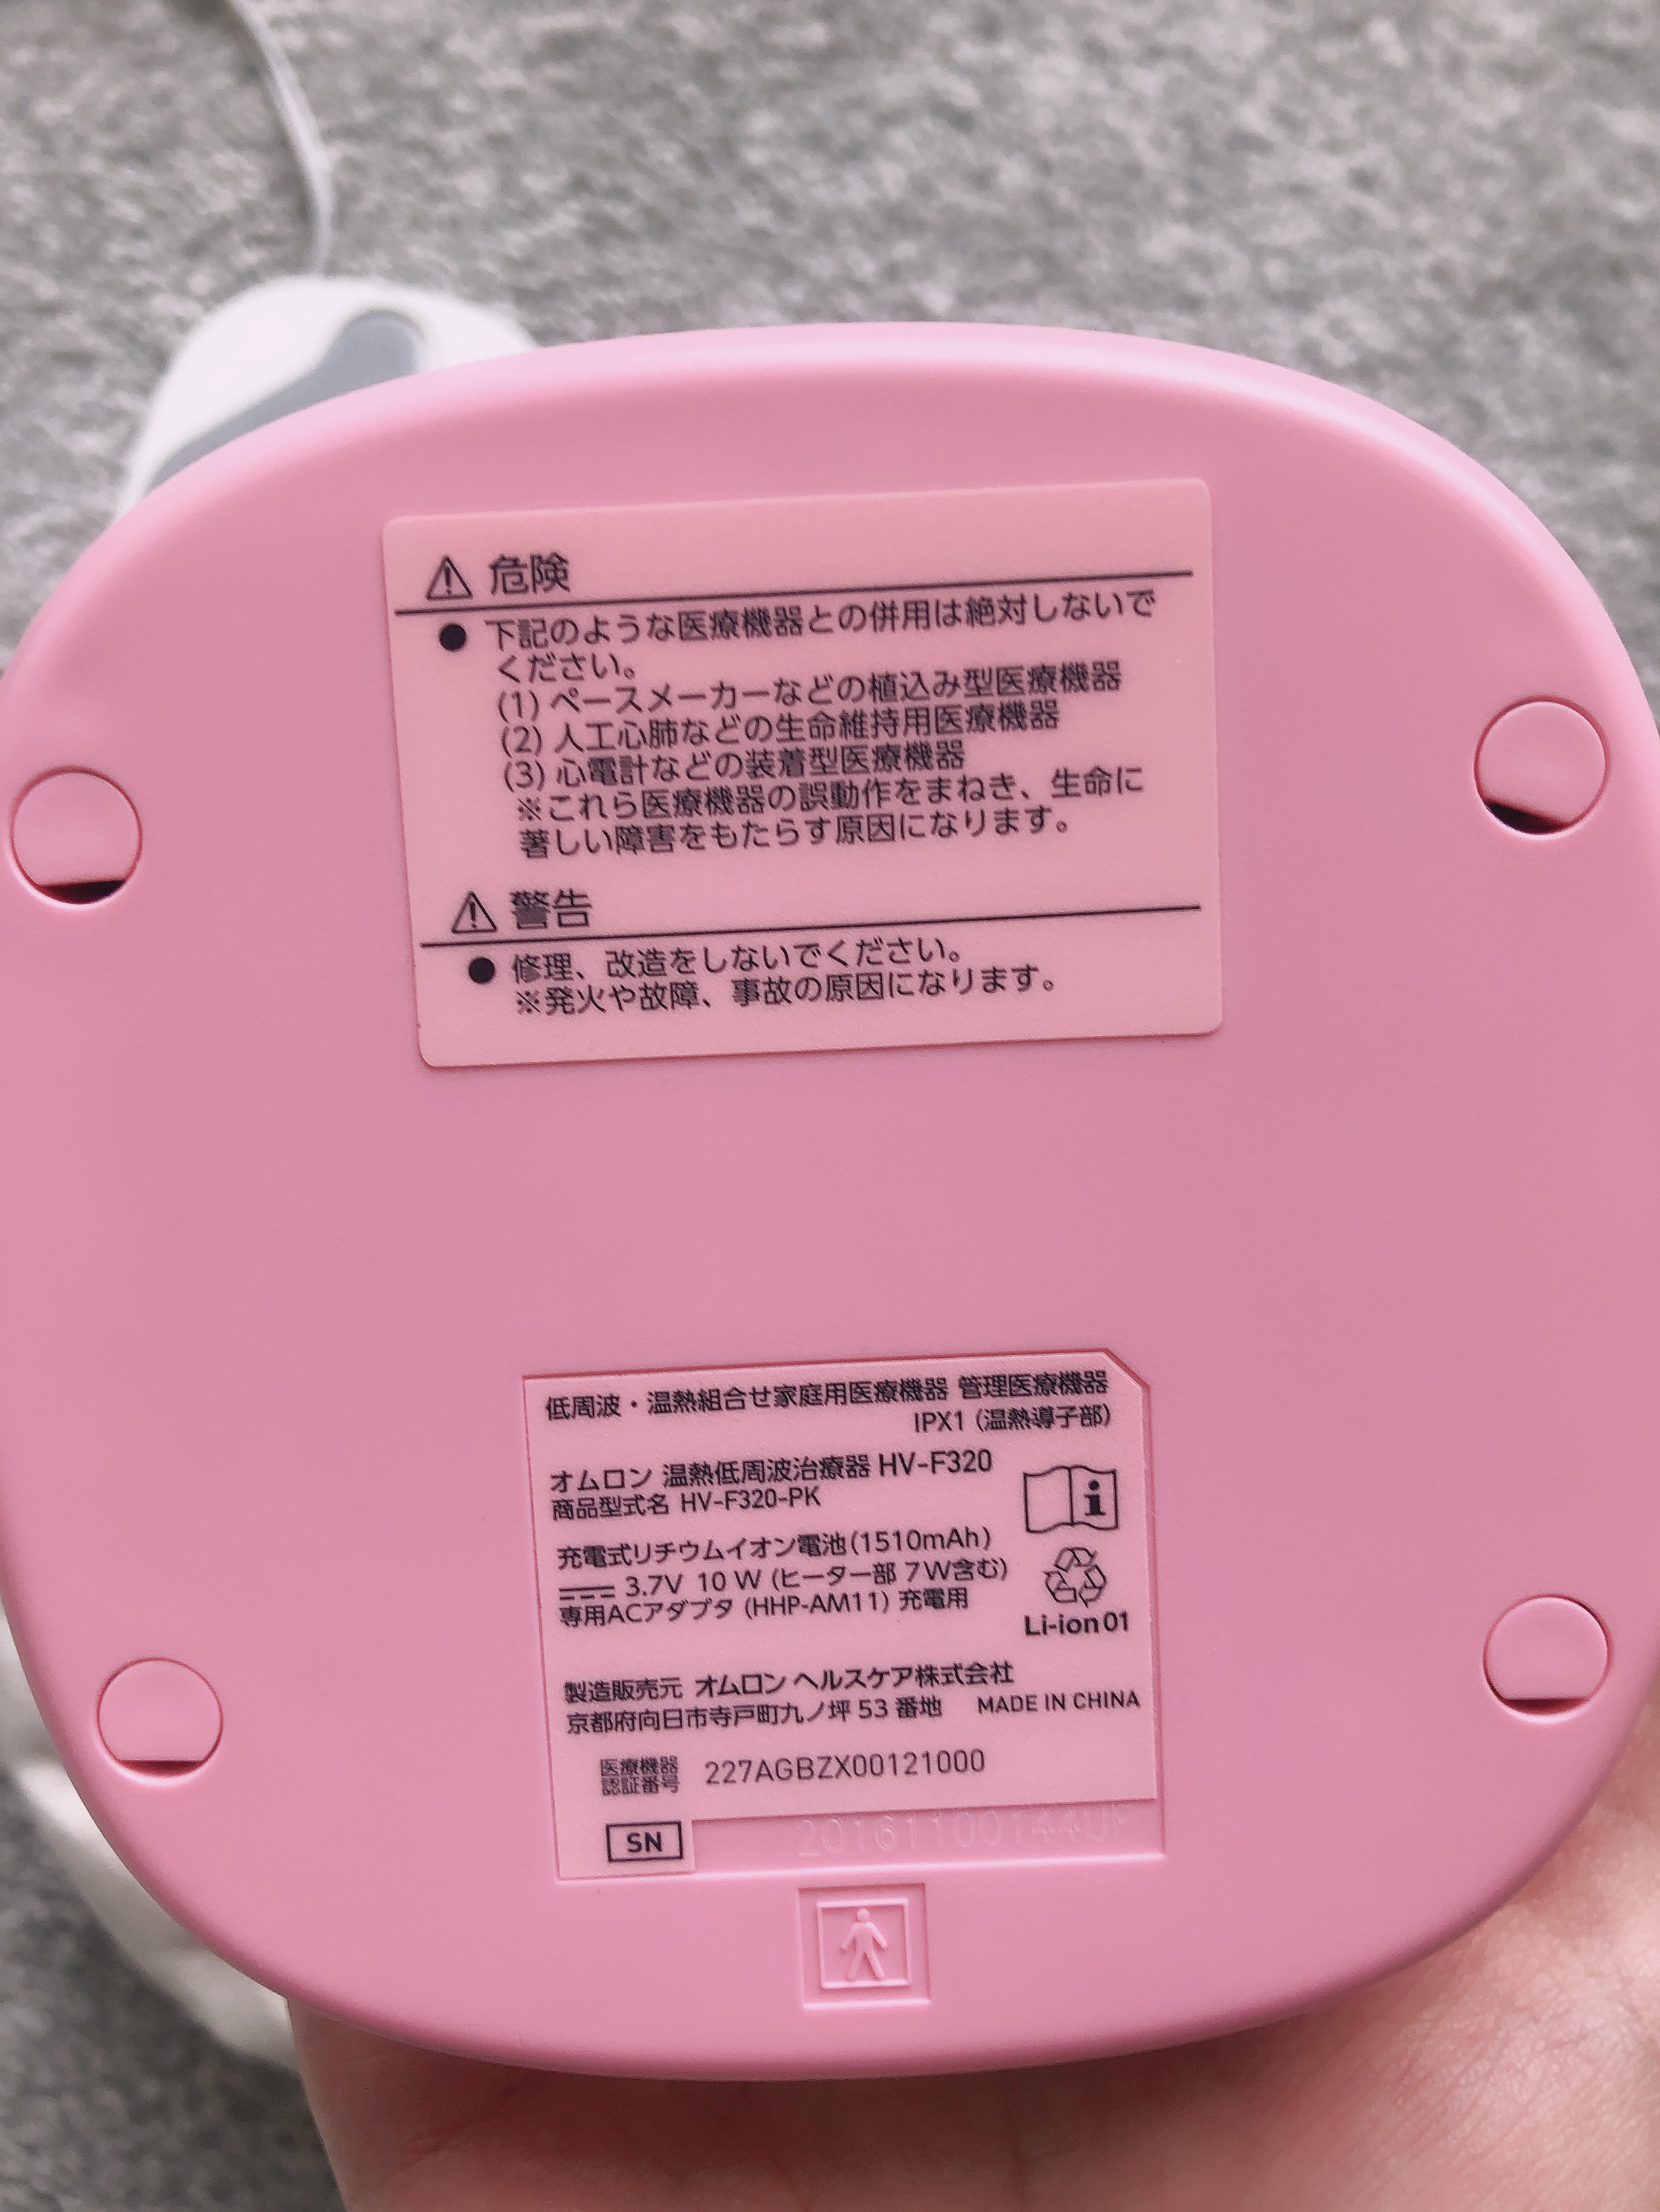 危険
● 下記のような医療機器との併用は絶対しないで
ください。
(1) ペースメーカーなどの植込み型医療機器
(2) 人工心肺などの生命維持用医療機器
(3) 心電計などの装着型医療機器
※これら医療機器の誤動作をまねき、生命に
著しい障害をもたらす原因になります。
警告
● 修理、改造をしないでください。
※発火や故障、事故の原因になります。
低周波・温熱組合せ家庭用医療機器 管理医療機器
IPX1 (温熱導子部)
オムロン 温熱低周波治療器 HV-F320
商品型式名 HV-F320-PK
充電式リチウムイオン電池(1510mAh)
3.7V 10 W (ヒーター部 7W含む)
専用ACアダプタ (HHP-AM11) 充電用
Li-ion01
製造販売元 オムロン ヘルスケア株式会社
京都府向日市寺戸町九ノ坪 53 番地 MADE IN CHINA
医療機器
認証番号 227AGBZX00121000
SN 20161100144UF